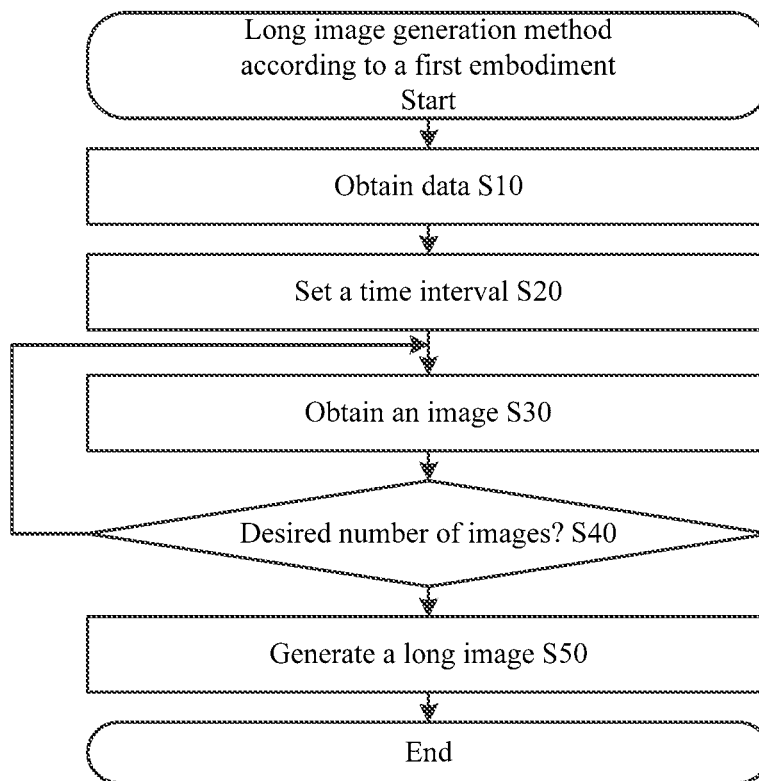 Long image generation method
according to a first embodiment
Start
Obtain data S10
Set a time interval S20
Obtain an image S30
Desired number of images? S40
Generate a long image S50
End